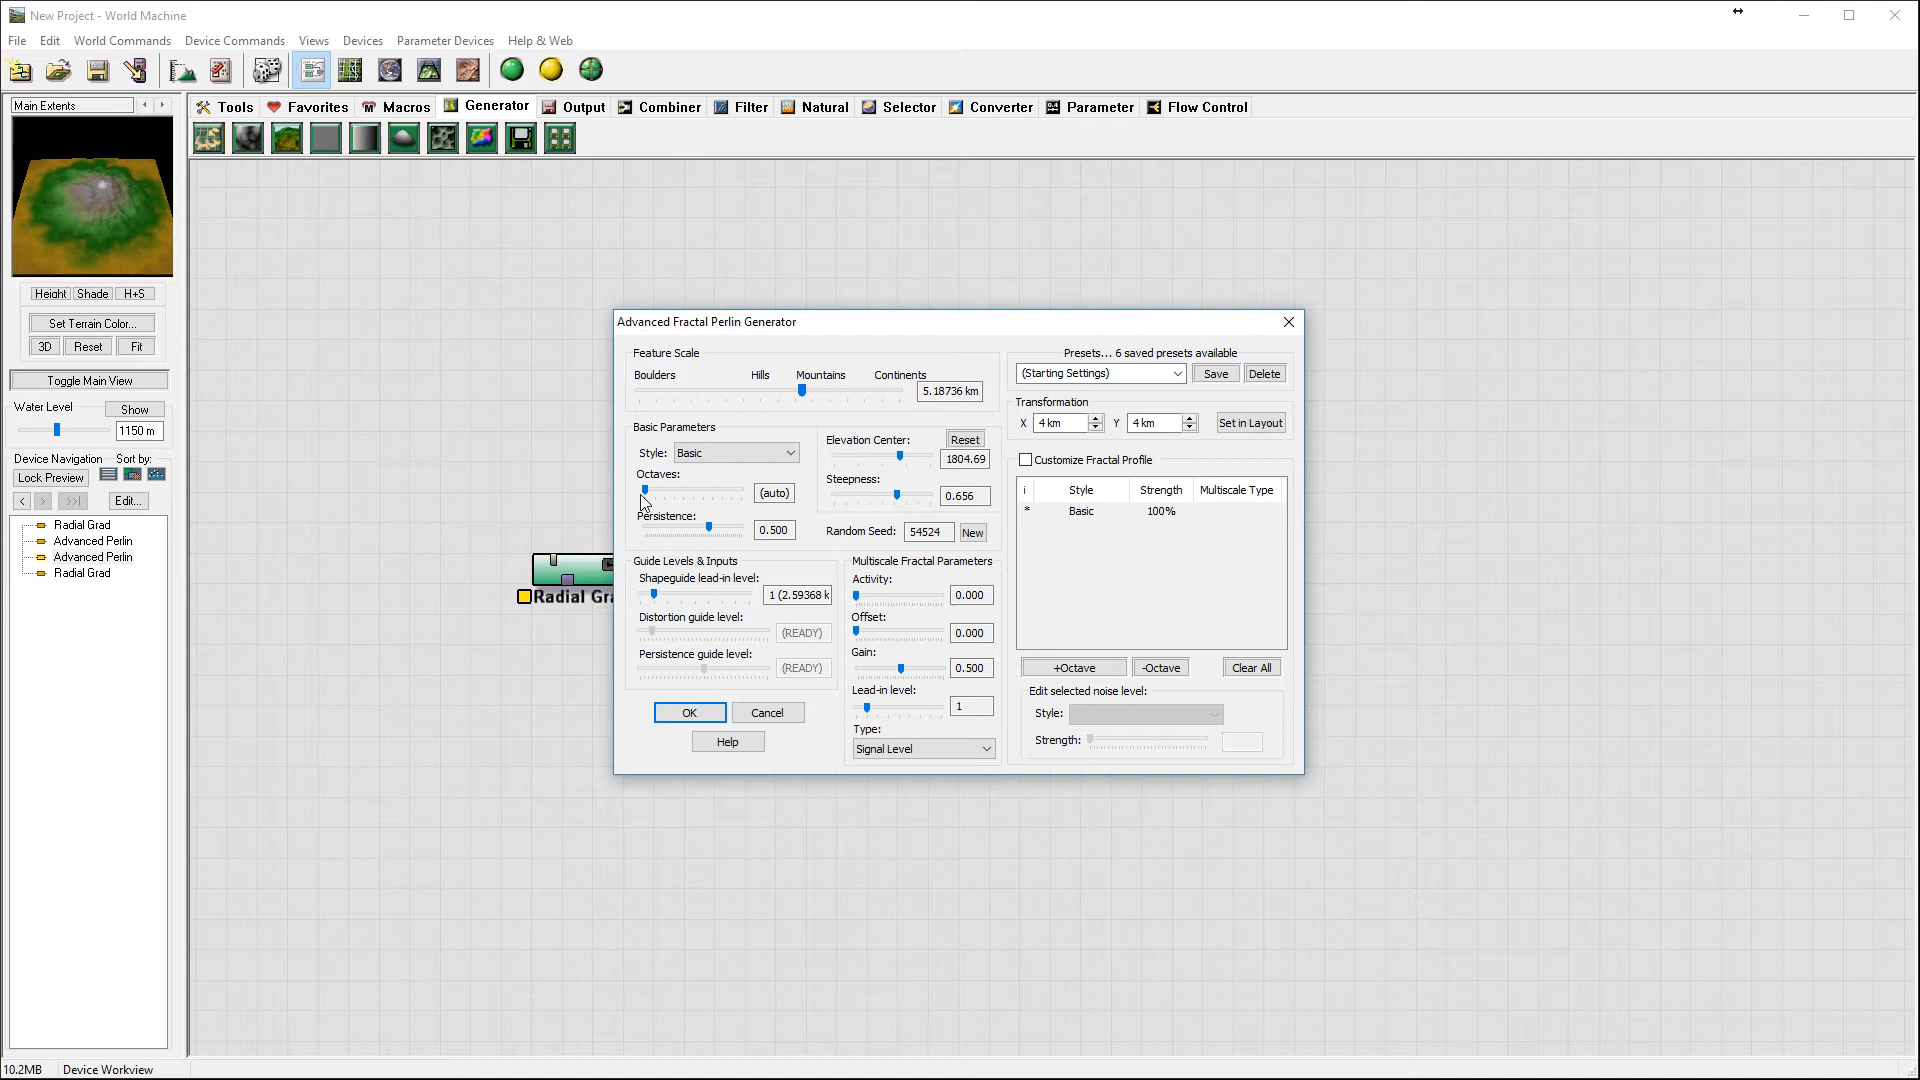 New Project - World Machine
File Edit World Commands Device Commands Views Devices Parameter Devices Help & Web
Main Extents
Tools Favorites Macros Generator Output Combiner Filter Natural Selector Converter Parameter Flow Control
Height Shade H+S
Set Terrain Color...
3D Reset Fit
Toggle Main View
Water Level Show
1150 m
Device Navigation Sort by:
Lock Preview
< > >>| Edit...
Radial Grad
Advanced Perlin
Advanced Perlin
Radial Grad
Radial Gra
Advanced Fractal Perlin Generator
Feature Scale
Boulders Hills Mountains Continents
5.18736 km
Basic Parameters
Style: Basic
Octaves:
(auto)
Persistence:
0.500
Elevation Center: Reset
1804.69
Steepness:
0.656
Random Seed: 54524 New
Guide Levels & Inputs
Shapeguide lead-in level:
1 (2.59368 k
Distortion guide level:
(READY)
Persistence guide level:
(READY)
OK Cancel
Help
Multiscale Fractal Parameters
Activity:
0.000
Offset:
0.000
Gain:
0.500
Lead-in level:
1
Type:
Signal Level
Presets... 6 saved presets available
(Starting Settings) Save Delete
Transformation
X 4 km Y 4 km Set in Layout
Customize Fractal Profile
i Style Strength Multiscale Type
* Basic 100%
+Octave -Octave Clear All
Edit selected noise level:
Style:
Strength:
10.2MB Device Workview